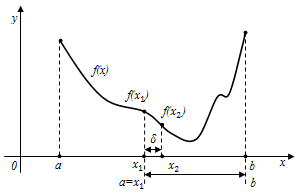 y
f(x)
f(x₁)
f(x₂)
δ
0 a x₁ x₂ b x
a=x₁ b